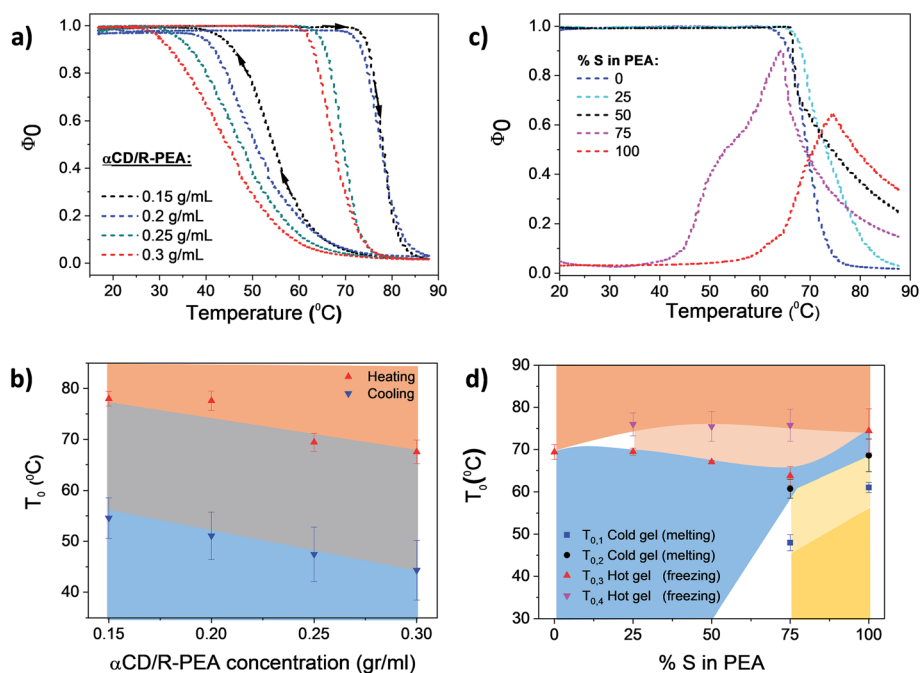 a)
1.0
0.8
0.6
0.4
0.2
0.0
Φ0
αCD/R-PEA:
0.15 g/mL
0.2 g/mL
0.25 g/mL
0.3 g/mL
20 30 40 50 60 70 80 90
Temperature (⁰C)
c)
1.0
0.8
0.6
0.4
0.2
0.0
Φ0
% S in PEA:
0
25
50
75
100
20 30 40 50 60 70 80 90
Temperature (⁰C)
b)
80
70
60
50
40
T₀ (⁰C)
Heating
Cooling
0.15 0.20 0.25 0.30
αCD/R-PEA concentration (gr/ml)
d)
90
80
70
60
50
40
30
T₀(⁰C)
T₀,₁ Cold gel (melting)
T₀,₂ Cold gel (melting)
T₀,₃ Hot gel (freezing)
T₀,₄ Hot gel (freezing)
0 25 50 75 100
% S in PEA